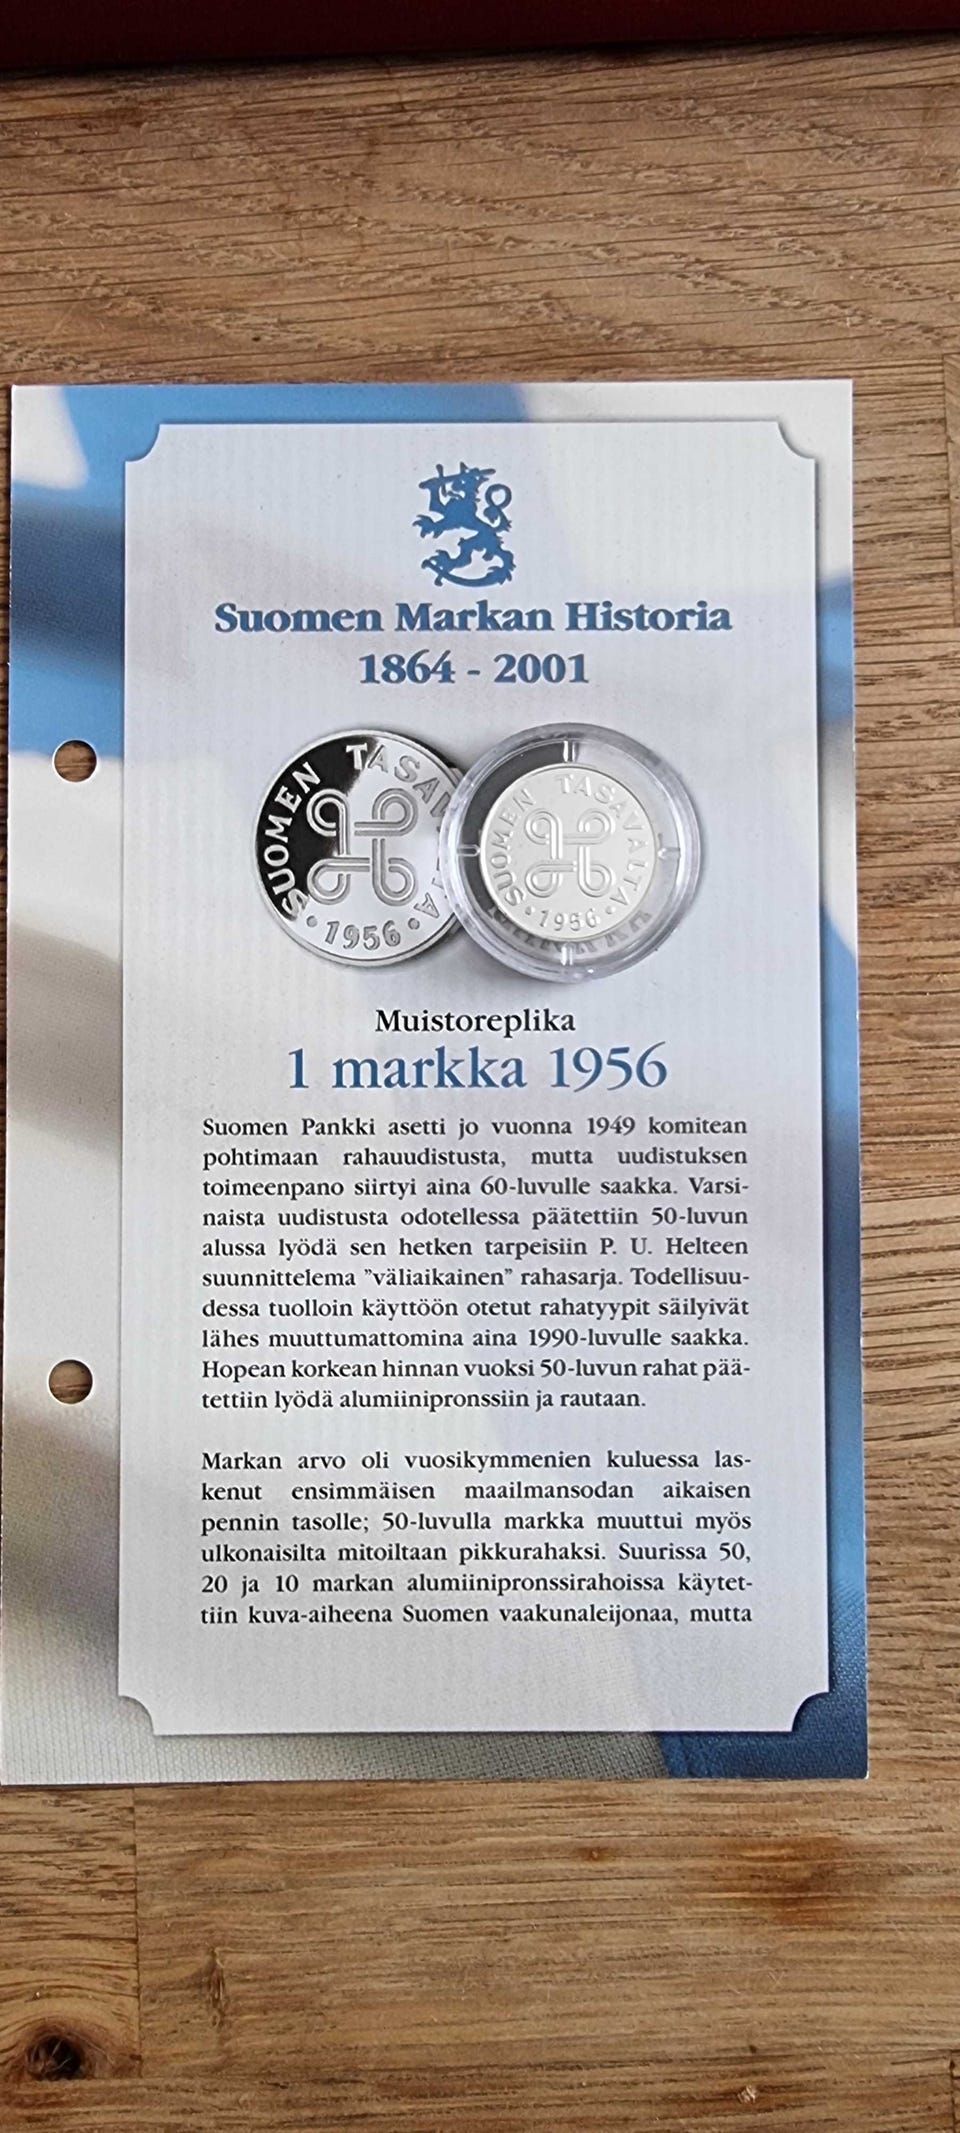 Suomen Markan Historia
1864 - 2001
SUOMEN TASAV LTA
• 1956 •
SUOMEN TASAVALTA
• 1956 •
Muistoreplika
1 markka 1956
Suomen Pankki asetti jo vuonna 1949 komitean
pohtimaan rahauudistusta, mutta uudistuksen
toimeenpano siirtyi aina 60-luvulle saakka. Varsi-
naista uudistusta odotellessa päätettiin 50-luvun
alussa lyödä sen hetken tarpeisiin P. U. Helteen
suunnittelema ”väliaikainen” rahasarja. Todellisuu-
dessa tuolloin käyttöön otetut rahatyypit säilyivät
lähes muuttumattomina aina 1990-luvulle saakka.
Hopean korkean hinnan vuoksi 50-luvun rahat pää-
tettiin lyödä alumiinipronssiin ja rautaan.
Markan arvo oli vuosikymmenien kuluessa las-
kenut ensimmäisen maailmansodan aikaisen
pennin tasolle; 50-luvulla markka muuttui myös
ulkonaisilta mitoiltaan pikkurahaksi. Suurissa 50,
20 ja 10 markan alumiinipronssirahoissa käytet-
tiin kuva-aiheena Suomen vaakunaleijonaa, mutta